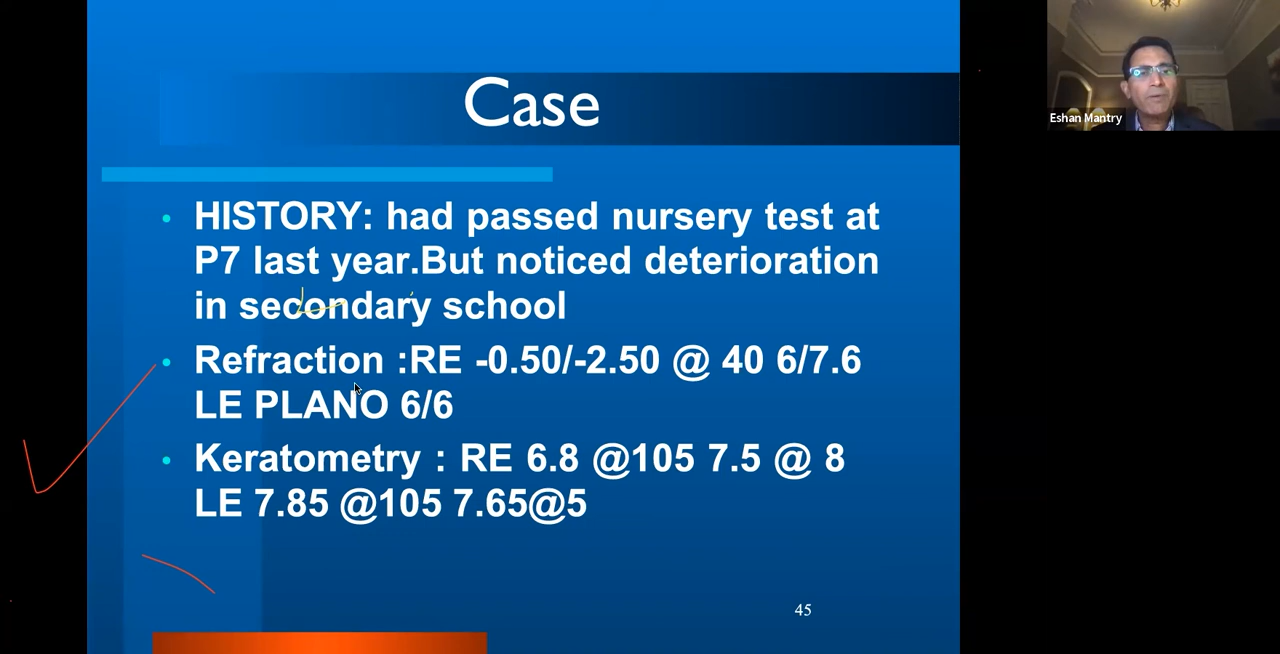 Case
HISTORY: had passed nursery test at
P7 last year.But noticed deterioration
in secondary school
Refraction :RE -0.50/-2.50 @ 40 6/7.6
LE PLANO 6/6
Keratometry : RE 6.8 @105 7.5 @ 8
LE 7.85 @105 7.65@5
45
Eshan Mantry